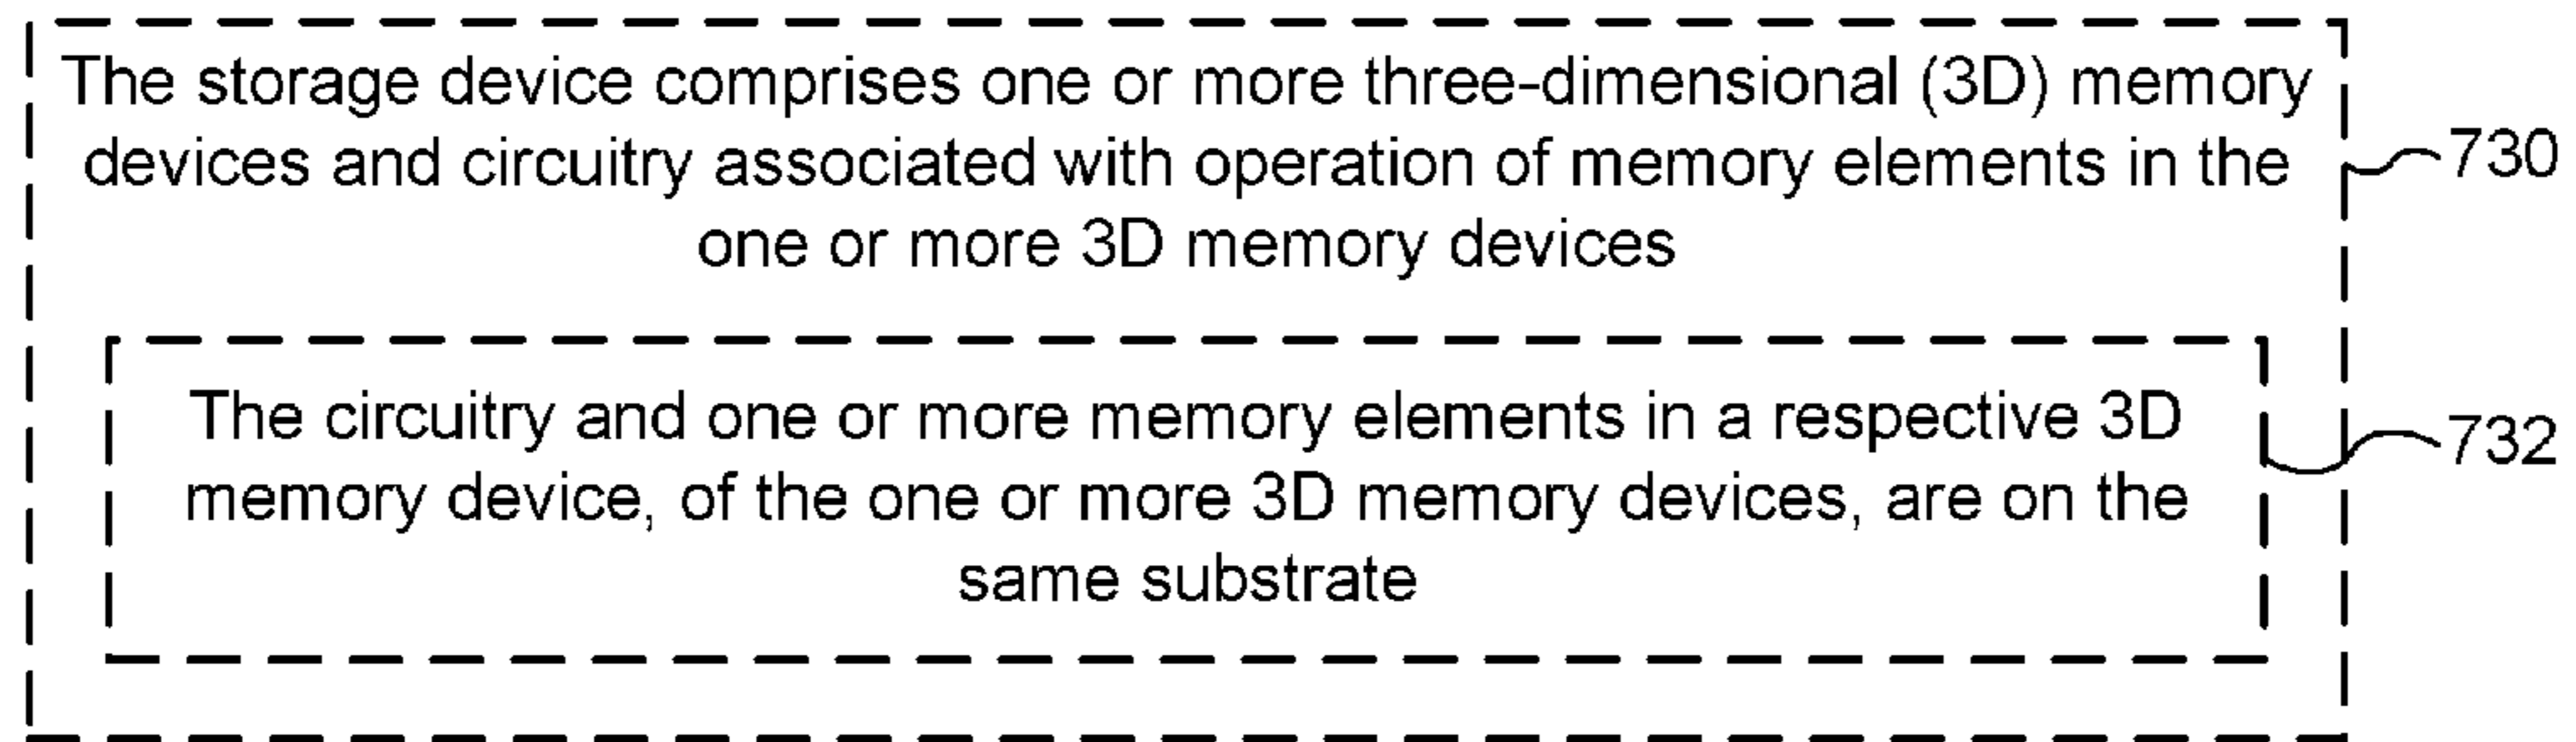 The storage device comprises one or more three-dimensional (3D) memory
devices and circuitry associated with operation of memory elements in the
one or more 3D memory devices
730
The circuitry and one or more memory elements in a respective 3D
memory device, of the one or more 3D memory devices, are on the
same substrate
732